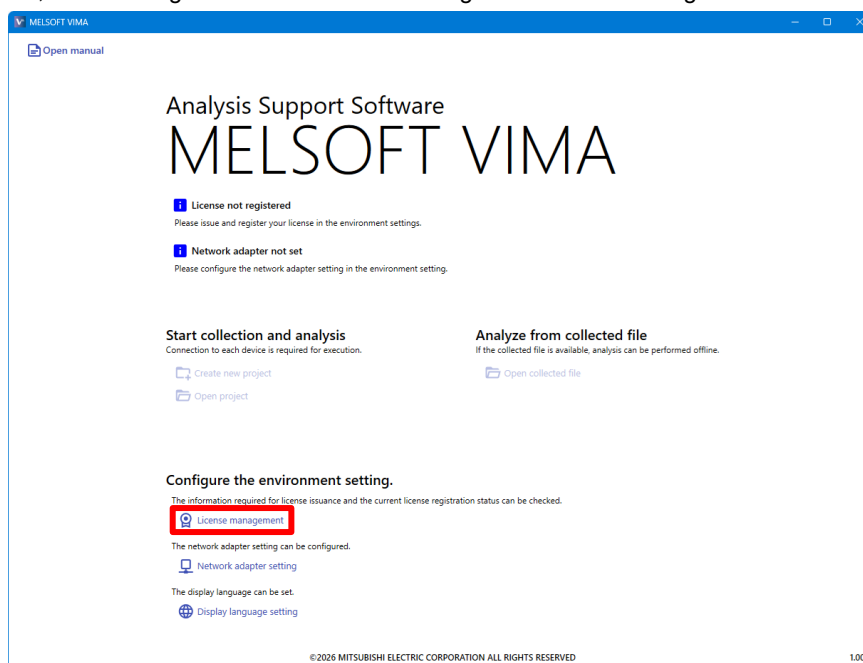 MELSOFT VIMA
Open manual
Analysis Support Software
MELSOFT VIMA
License not registered
Please issue and register your license in the environment settings.
Network adapter not set
Please configure the network adapter setting in the environment setting.
Start collection and analysis
Connection to each device is required for execution.
Create new project
Open project
Analyze from collected file
If the collected file is available, analysis can be performed offline.
Open collected file
Configure the environment setting.
The information required for license issuance and the current license registration status can be checked.
License management
The network adapter setting can be configured.
Network adapter setting
The display language can be set.
Display language setting
©2026 MITSUBISHI ELECTRIC CORPORATION ALL RIGHTS RESERVED